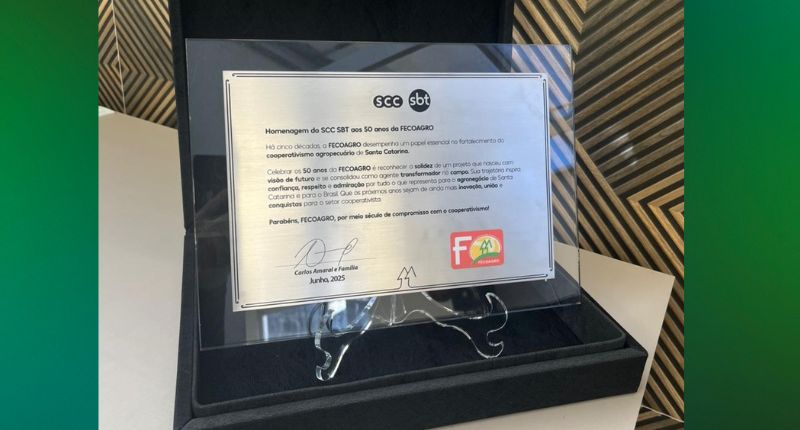 scc sbt
Homenagem do SCC SBT aos 50 anos da FECOAGRO
Há cinco décadas, a FECOAGRO desempenha um papel essencial no fortalecimento do
cooperativismo agropecuário de Santa Catarina.
Celebrar os 50 anos da FECOAGRO é reconhecer a solidez de um projeto que nasceu com
visão de futuro e se consolidou como agente transformador no campo. Sua trajetória inspira
confiança, respeito e admiração por tudo o que representa para o agronegócio de Santa
Catarina e para o Brasil. Que os próximos anos sejam de ainda mais inovação, união e
conquistas para o setor cooperativista.
Parabéns, FECOAGRO, por meio século de compromisso com o cooperativismo!
Carlos Amaral e Família
Junho, 2025
F
FECOAGRO